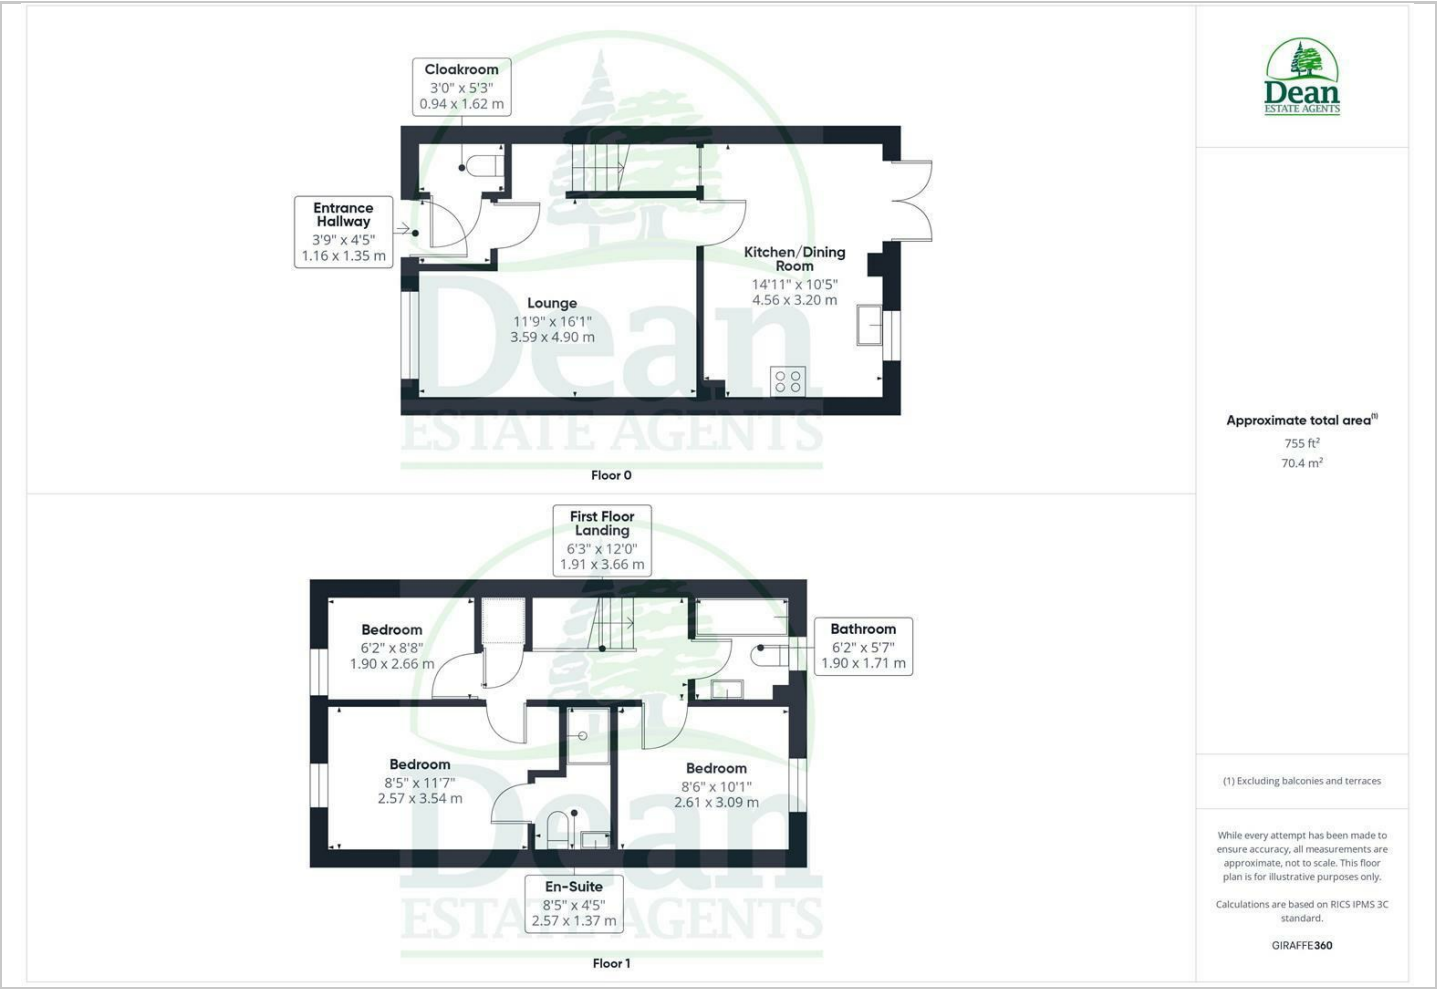 Cloakroom
3'0" x 5'3"
0.94 x 1.62 m
Entrance
Hallway
3'9" x 4'5"
1.16 x 1.35 m
Kitchen/Dining
Room
14'11" x 10'5"
4.56 x 3.20 m
Lounge
11'9" x 16'1"
3.59 x 4.90 m
Dean
ESTATE AGENTS
Floor 0
First Floor
Landing
6'3" x 12'0"
1.91 x 3.66 m
Bedroom
6'2" x 8'8"
1.90 x 2.66 m
Bathroom
6'2" x 5'7"
1.90 x 1.71 m
Bedroom
8'5" x 11'7"
2.57 x 3.54 m
Bedroom
8'6" x 10'1"
2.61 x 3.09 m
Dean
En-Suite
8'5" x 4'5"
2.57 x 1.37 m
ESTATE AGENTS
Floor 1
Dean
ESTATE AGENTS
Approximate total area(1)
755 ft²
70.4 m²
(1) Excluding balconies and terraces
While every attempt has been made to
ensure accuracy, all measurements are
approximate, not to scale. This floor
plan is for illustrative purposes only.
Calculations are based on RICS IPMS 3C
standard.
GIRAFFE360